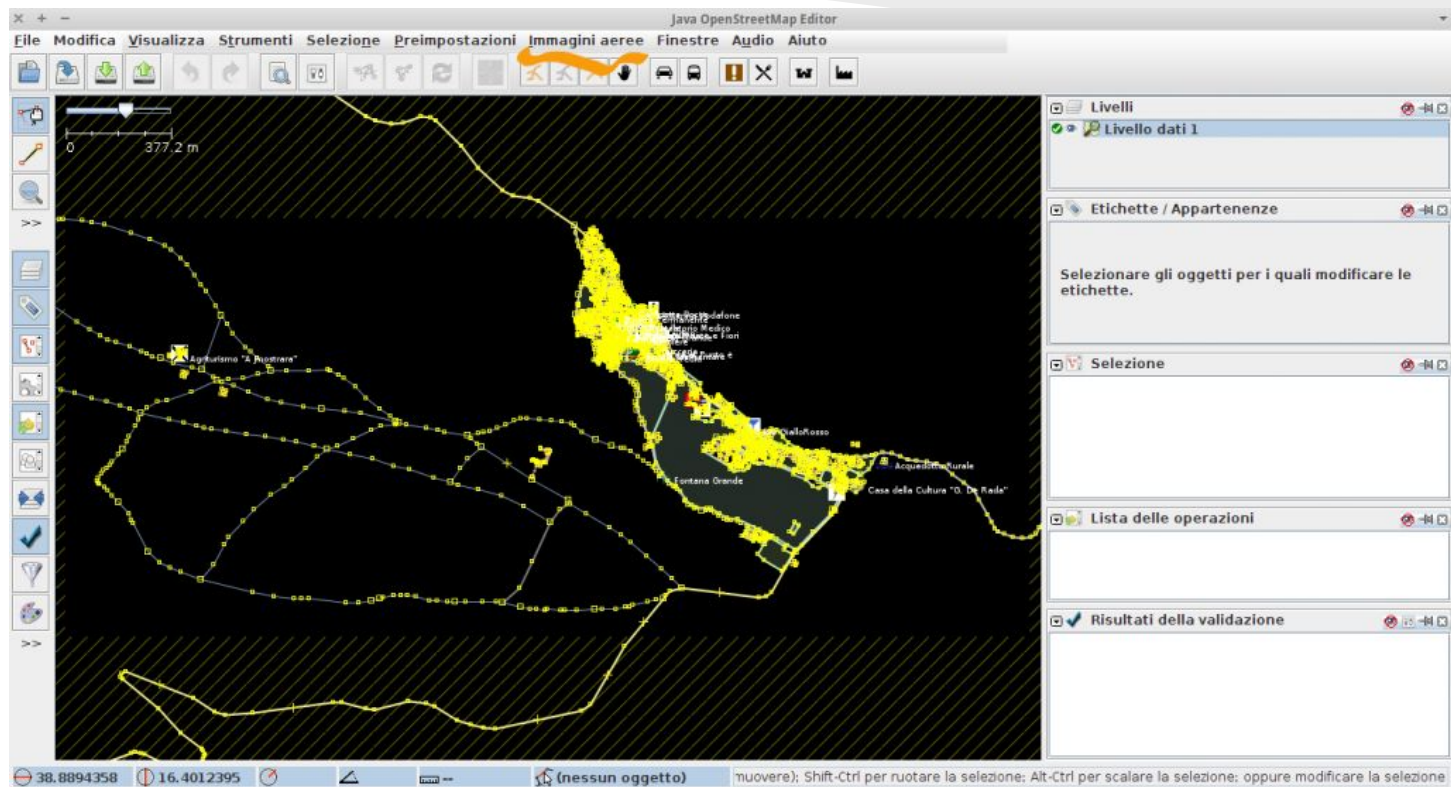 Java OpenStreetMap Editor
File Modifica Visualizza Strumenti Selezione Preimpostazioni Immagini aeree Finestre Audio Aiuto
0 377.2 m
>>
>>
Agriturismo "A
Medico
e Fiori
GialloRosso
Acquedotto Rurale
Fontana Grande
Casa della Cultura "G. De Rada"
Livelli
Livello dati 1
Etichette / Appartenenze
Selezionare gli oggetti per i quali modificare le
etichette.
Selezione
Lista delle operazioni
Risultati della validazione
38.8894358 16.4012395 -- (nessun oggetto) muovere); Shift-Ctrl per ruotare la selezione; Alt-Ctrl per scalare la selezione; oppure modificare la selezione